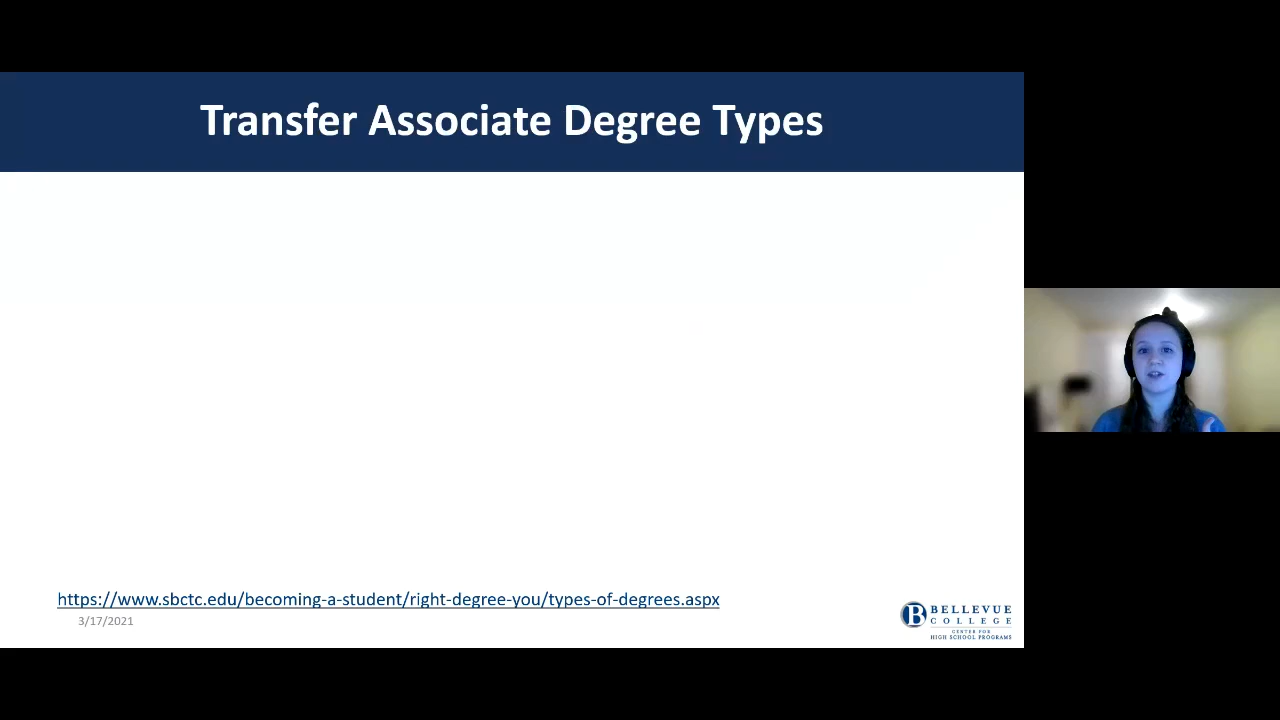 Transfer Associate Degree Types
https://www.sbctc.edu/becoming-a-student/right-degree-you/types-of-degrees.aspx
3/17/2021
B BELLEVUE
COLLEGE
CENTER FOR
HIGH SCHOOL PROGRAMS